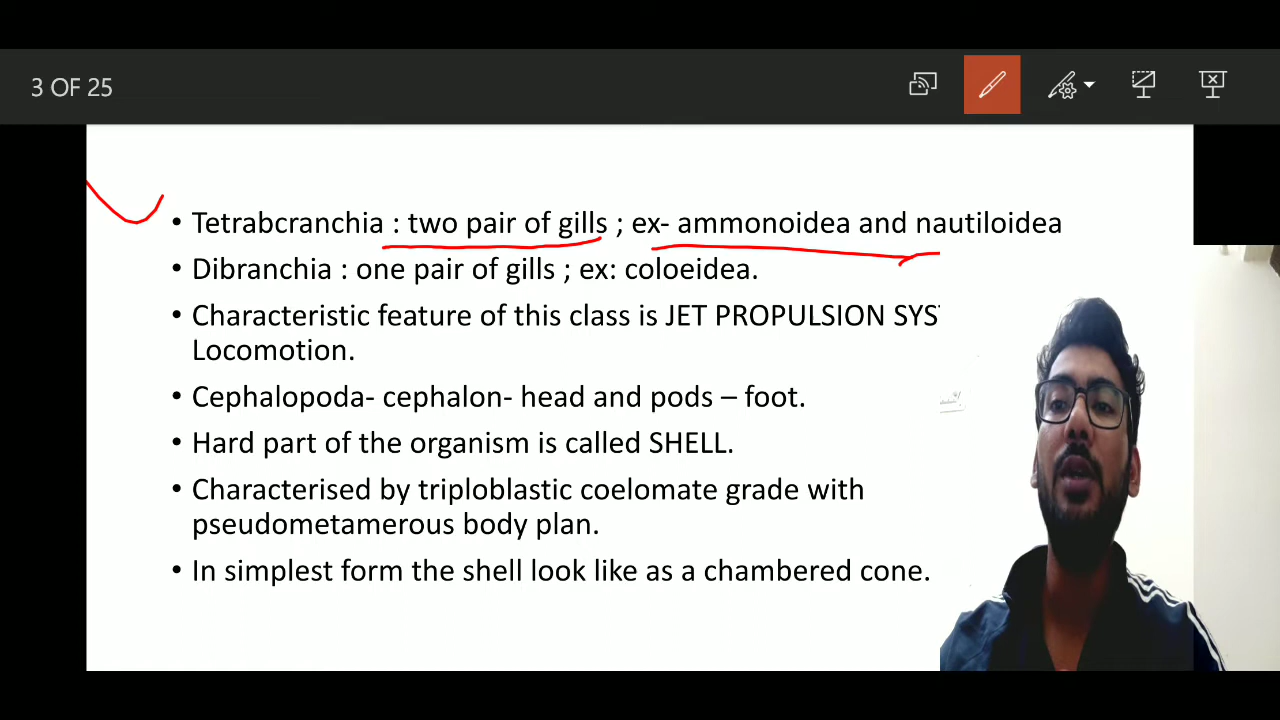 3 OF 25
• Tetrabcranchia : two pair of gills ; ex- ammonoidea and nautiloidea
• Dibranchia : one pair of gills ; ex: coloeidea.
• Characteristic feature of this class is JET PROPULSION SYS
Locomotion.
• Cephalopoda- cephalon- head and pods – foot.
• Hard part of the organism is called SHELL.
• Characterised by triploblastic coelomate grade with
pseudometamerous body plan.
• In simplest form the shell look like as a chambered cone.